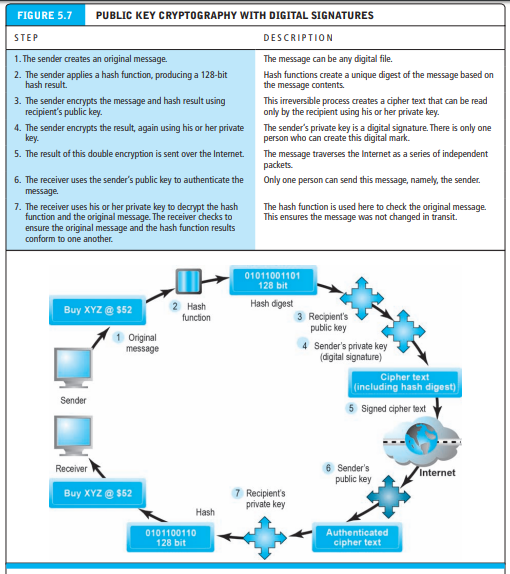 FIGURE 5.7 PUBLIC KEY CRYPTOGRAPHY WITH DIGITAL SIGNATURES
STEP DESCRIPTION
1. The sender creates an original message. The message can be any digital file.
2. The sender applies a hash function, producing a 128-bit Hash functions create a unique digest of the message based on
hash result. the message contents.
3. The sender encrypts the message and hash result using This irreversible process creates a cipher text that can be read
recipient's public key. only by the recipient using his or her private key.
4. The sender encrypts the result, again using his or her private The sender's private key is a digital signature. There is only one
key. person who can create this digital mark.
5. The result of this double encryption is sent over the Internet. The message traverses the Internet as a series of independent
packets.
6. The receiver uses the sender's public key to authenticate the Only one person can send this message, namely, the sender.
message.
7. The receiver uses his or her private key to decrypt the hash The hash function is used here to check the original message.
function and the original message. The receiver checks to This ensures the message was not changed in transit.
ensure the original message and the hash function results
conform to one another.
Buy XYZ @ $52
1 Original
message
Sender
2 Hash
function
01011001101
128 bit
Hash digest
3 Recipient's
public key
4 Sender's private key
(digital signature)
Cipher text
(including hash digest)
5 Signed cipher text
Internet
6 Sender's
public key
Authenticated
cipher text
7 Recipient's
private key
Hash
0101100110
128 bit
Buy XYZ @ $52
Receiver